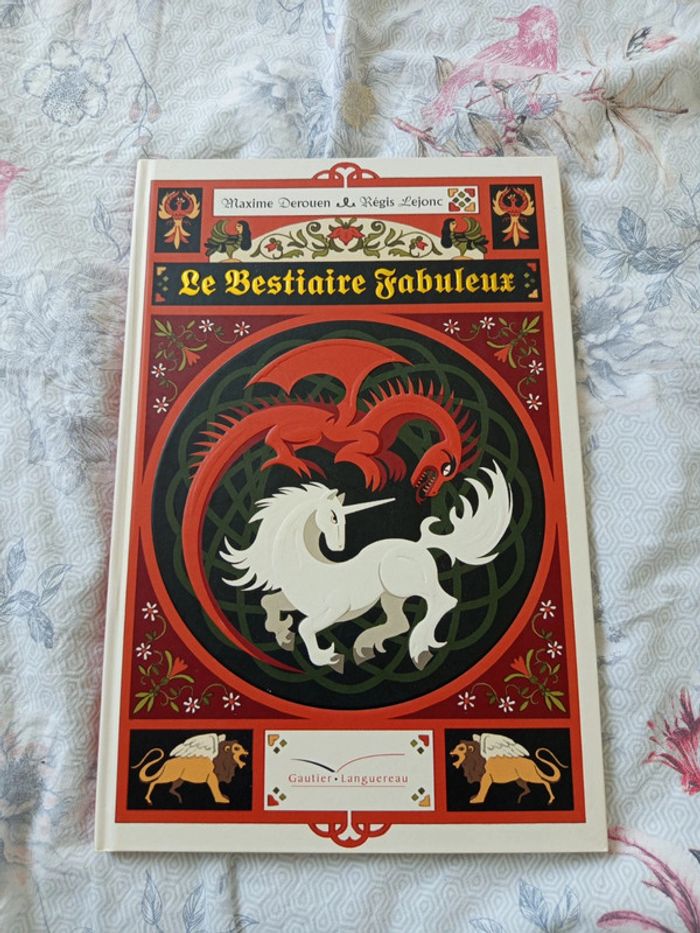 Maxime Derouen Régis Lejonc
Le Bestiaire Fabuleux
Gautier • Languereau